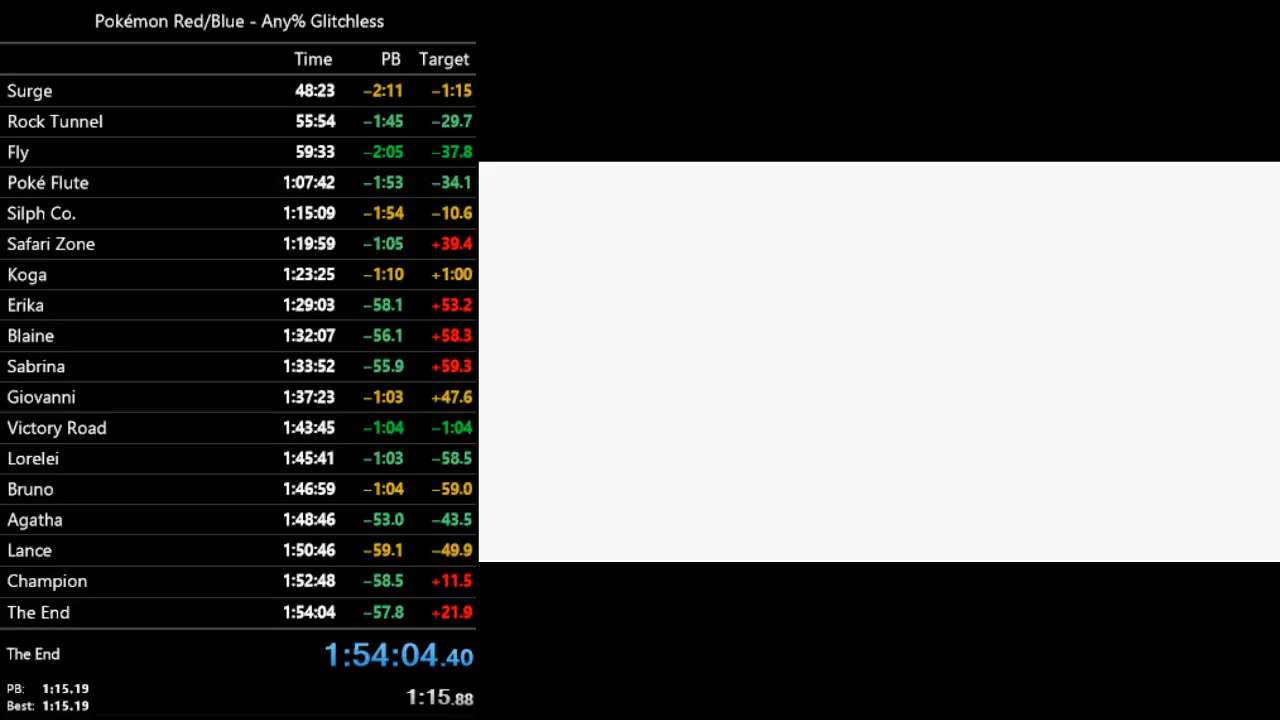 Pokémon Red/Blue - Any% Glitchless
Time PB Target
Surge 48:23 −2:11 −1:15
Rock Tunnel 55:54 −1:45 −29.7
Fly 59:33 −2:05 −37.8
Poké Flute 1:07:42 −1:53 −34.1
Silph Co. 1:15:09 −1:54 −10.6
Safari Zone 1:19:59 −1:05 +39.4
Koga 1:23:25 −1:10 +1:00
Erika 1:29:03 −58.1 +53.2
Blaine 1:32:07 −56.1 +58.3
Sabrina 1:33:52 −55.9 +59.3
Giovanni 1:37:23 −1:03 +47.6
Victory Road 1:43:45 −1:04 −1:04
Lorelei 1:45:41 −1:03 −58.5
Bruno 1:46:59 −1:04 −59.0
Agatha 1:48:46 −53.0 −43.5
Lance 1:50:46 −59.1 −49.9
Champion 1:52:48 −58.5 +11.5
The End 1:54:04 −57.8 +21.9
The End 1:54:04.40
PB: 1:15.19
Best: 1:15.19
1:15.88